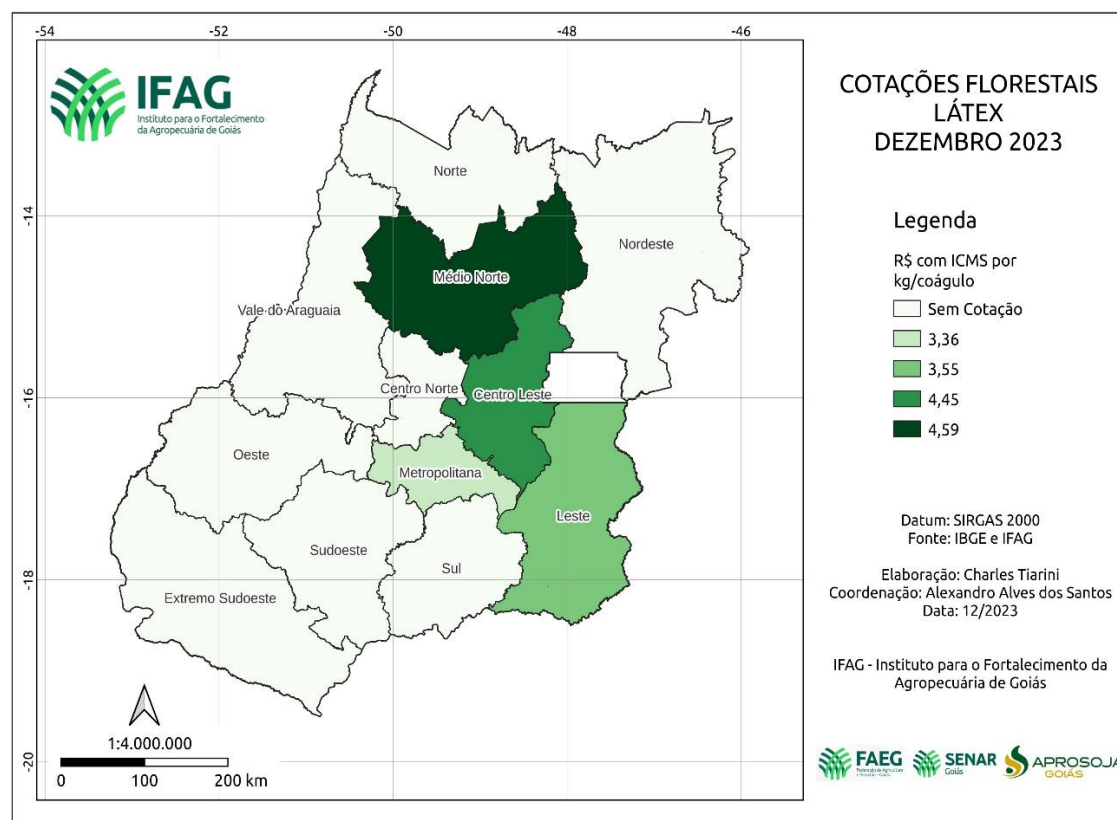 -54
-52
-50
-48
-46
IFAG
Instituto para o Fortalecimento
da Agropecuária de Goiás
COTAÇÕES FLORESTAIS
LÁTEX
DEZEMBRO 2023
Norte
-14
Nordeste
Médio Norte
Vale do Araguaia
Legenda
R$ com ICMS por
kg/coágulo
Sem Cotação
3,36
3,55
4,45
4,59
Centro Norte
Centro Leste
-16
Oeste
Metropolitana
Leste
Sudoeste
Sul
-18
Extremo Sudoeste
Datum: SIRGAS 2000
Fonte: IBGE e IFAG
Elaboração: Charles Tiarini
Coordenação: Alexandro Alves dos Santos
Data: 12/2023
IFAG - Instituto para o Fortalecimento da
Agropecuária de Goiás
1:4.000.000
0 100 200 km
-20
FAEG
SENAR
Goiás
APROSOJA
GOIÁS